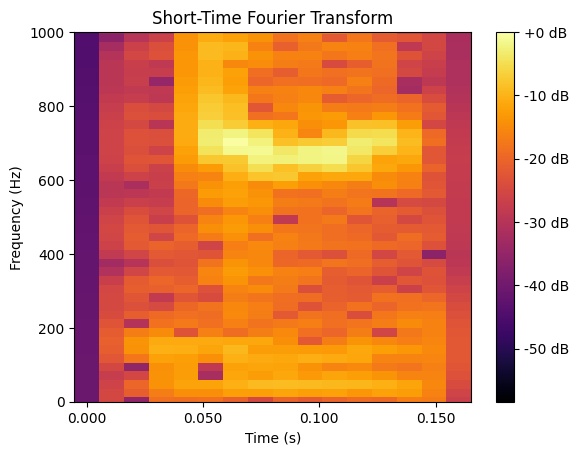 Short-Time Fourier Transform
1000
800
600
400
200
0
Frequency (Hz)
0.000
0.050
0.100
0.150
Time (s)
+0 dB
-10 dB
-20 dB
-30 dB
-40 dB
-50 dB